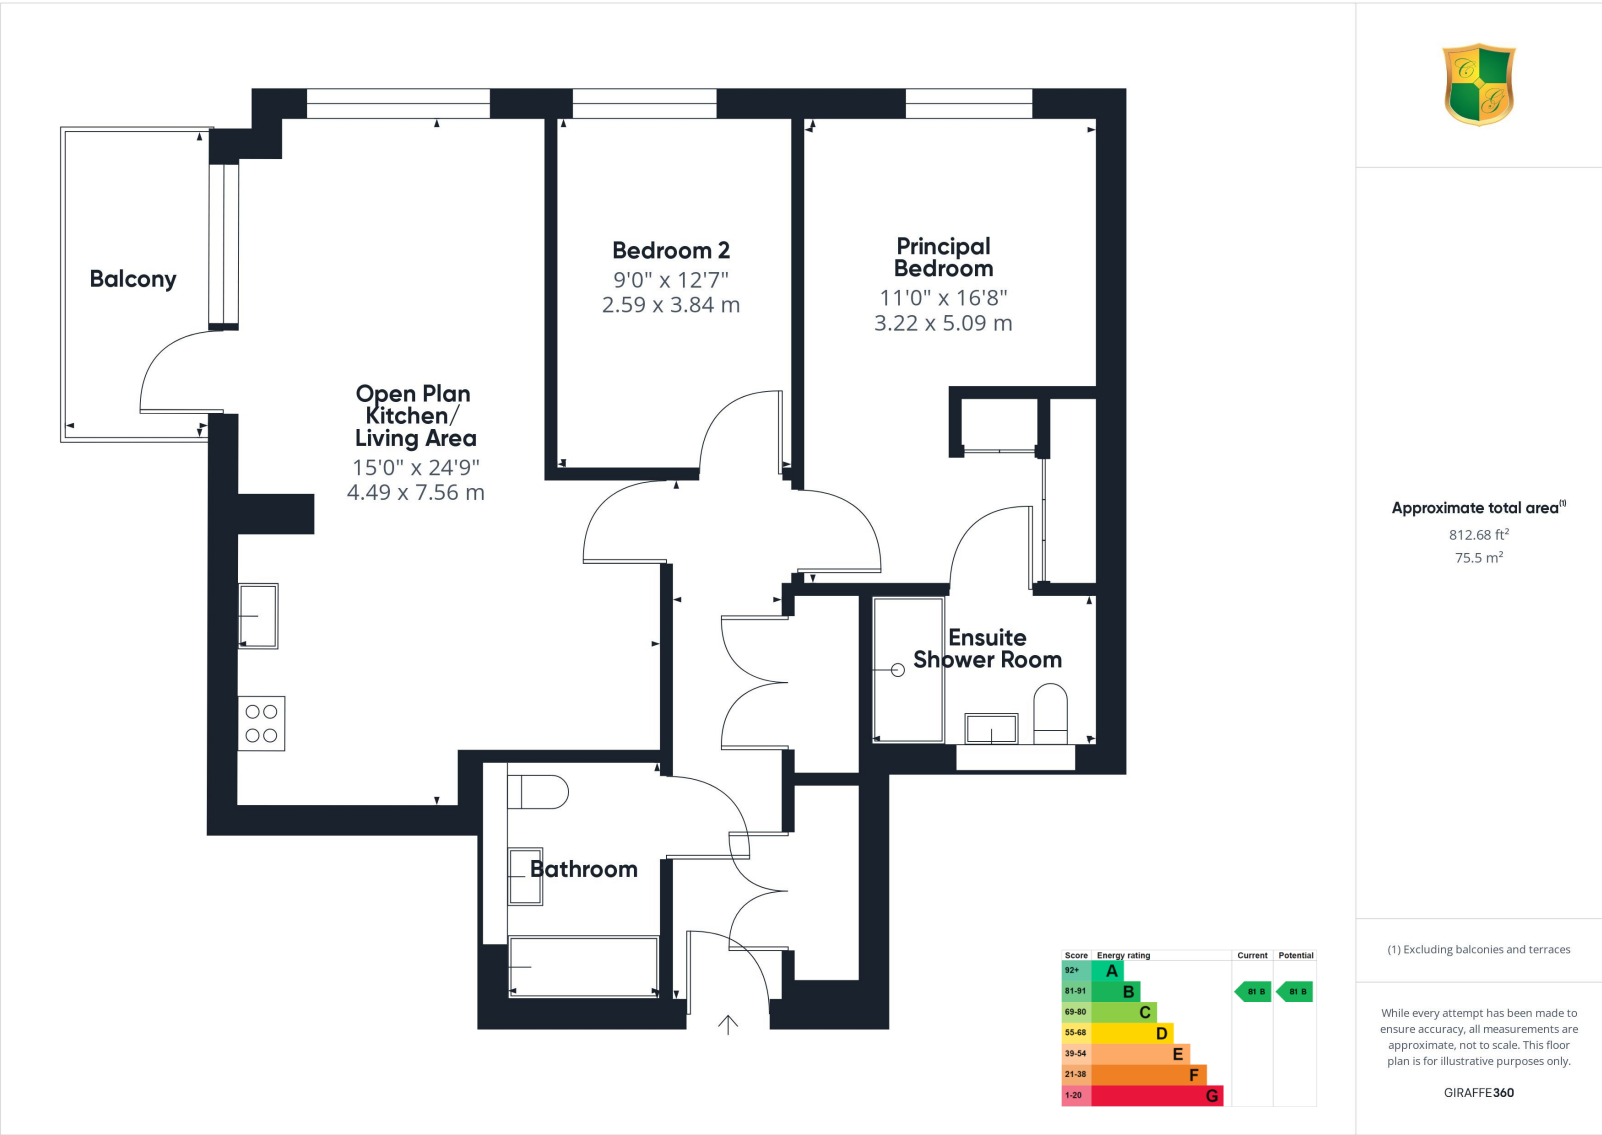 Balcony
Open Plan
Kitchen/
Living Area
15'0" x 24'9"
4.49 x 7.56 m
Bedroom 2
9'0" x 12'7"
2.59 x 3.84 m
Principal
Bedroom
11'0" x 16'8"
3.22 x 5.09 m
Ensuite
Shower Room
Bathroom
Score Energy rating Current Potential
92+ A
81-91 B 81 B 81 B
69-80 C
55-68 D
39-54 E
21-38 F
1-20 G
C
G
Approximate total area(1)
812.68 ft²
75.5 m²
(1) Excluding balconies and terraces
While every attempt has been made to
ensure accuracy, all measurements are
approximate, not to scale. This floor
plan is for illustrative purposes only.
GIRAFFE360